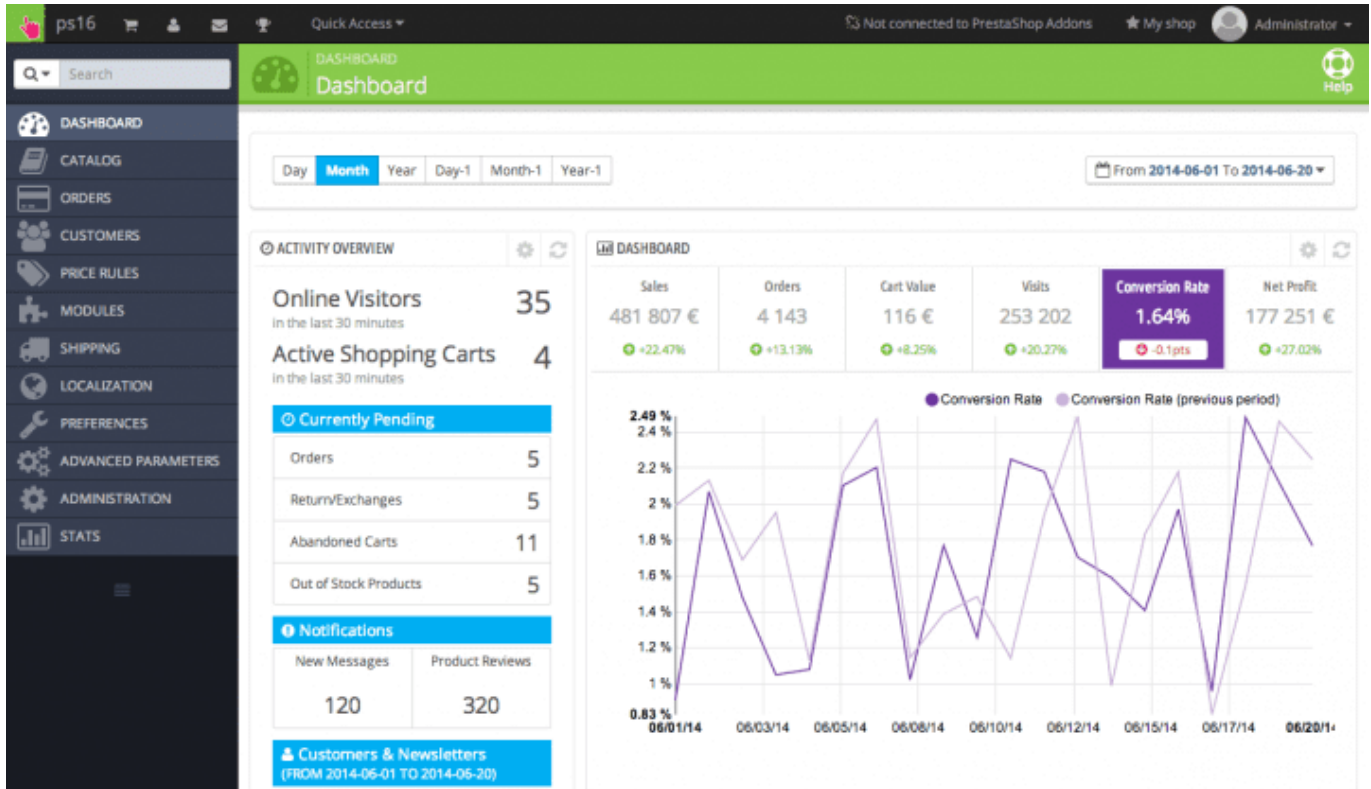 ps16
Quick Access
Not connected to PrestaShop Addons
My shop
Administrator
Search
DASHBOARD
Dashboard
Help
DASHBOARD
CATALOG
ORDERS
CUSTOMERS
PRICE RULES
MODULES
SHIPPING
LOCALIZATION
PREFERENCES
ADVANCED PARAMETERS
ADMINISTRATION
STATS
Day Month Year Day-1 Month-1 Year-1
From 2014-06-01 To 2014-06-20
ACTIVITY OVERVIEW
Online Visitors 35
in the last 30 minutes
Active Shopping Carts 4
in the last 30 minutes
Currently Pending
Orders 5
Return/Exchanges 5
Abandoned Carts 11
Out of Stock Products 5
Notifications
New Messages Product Reviews
120 320
Customers & Newsletters
(FROM 2014-06-01 TO 2014-06-20)
DASHBOARD
Sales Orders Cart Value Visits Conversion Rate Net Profit
481 807 € 4 143 116 € 253 202 1.64% 177 251 €
+22.47% +13.13% +8.25% +20.27% -0.1pts +27.02%
Conversion Rate Conversion Rate (previous period)
2.49 %
2.4 %
2.2 %
2 %
1.8 %
1.6 %
1.4 %
1.2 %
1 %
0.83 %
06/01/14 06/03/14 06/05/14 06/08/14 06/10/14 06/12/14 06/15/14 06/17/14 06/20/14